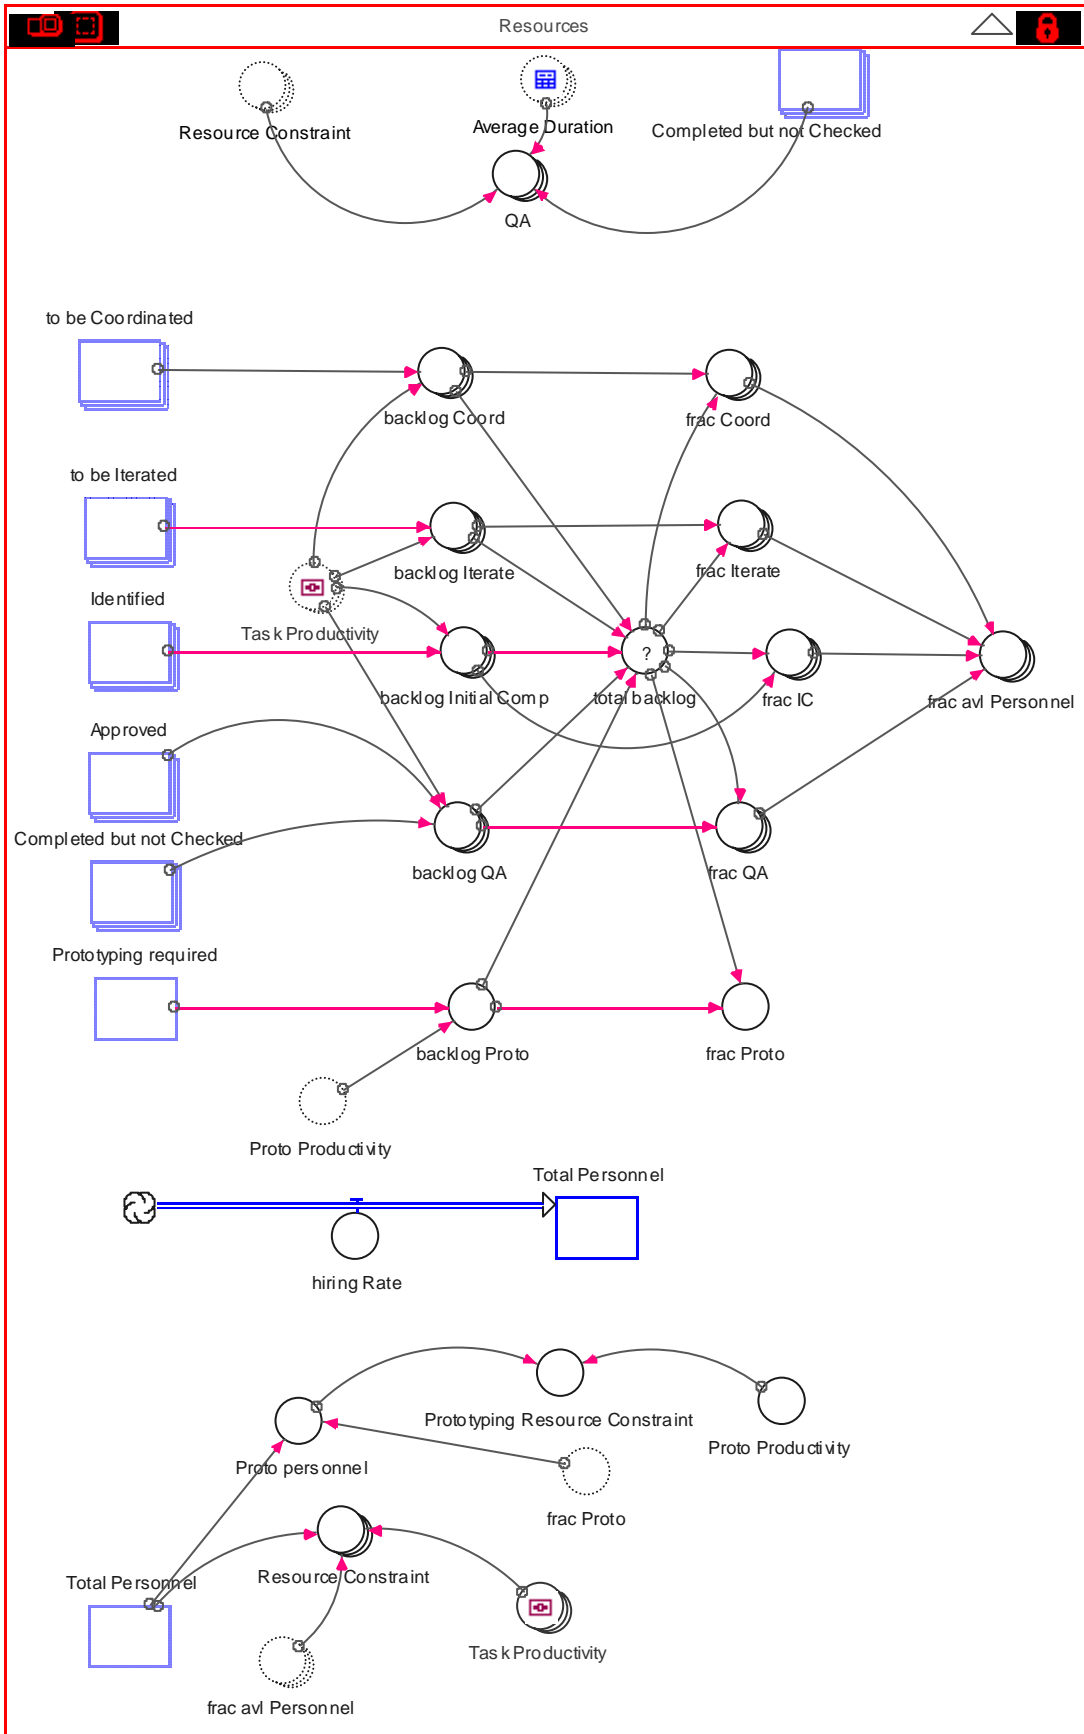 Resources
Resource Constraint
Average Duration
Completed but not Checked
QA
to be Coordinated
backlog Coord
frac Coord
to be Iterated
backlog Iterate
frac Iterate
Identified
Task Productivity
?
backlog Initial Comp
total backlog
frac IC
frac avl Personnel
Approved
Completed but not Checked
backlog QA
frac QA
Prototyping required
backlog Proto
frac Proto
Proto Productivity
Total Personnel
hiring Rate
Prototyping Resource Constraint
Proto Productivity
Proto personnel
frac Proto
Total Personnel
Resource Constraint
Task Productivity
frac avl Personnel